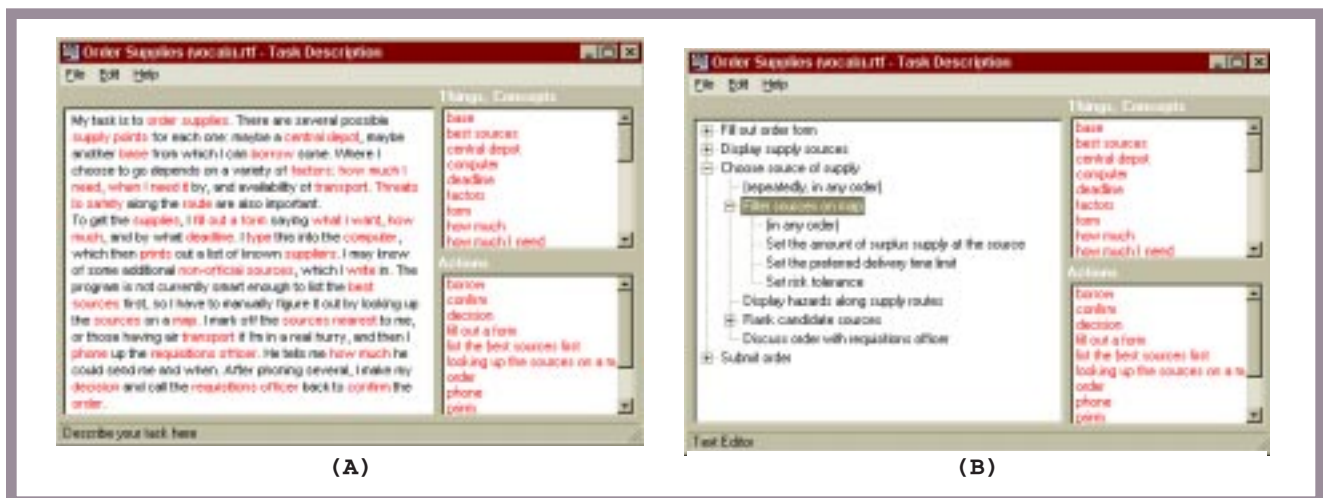 Order Supplies (vocab).rtf - Task Description
File Edit Help
My task is to order supplies. There are several possible
supply points for each one: maybe a central depot, maybe
another base from which I can borrow some. Where I
choose to go depends on a variety of factors: how much I
need, when I need it by, and availability of transport. Threats
to safety along the route are also important.
To get the supplies, I fill out a form saying what I want, how
much, and by what deadline. I type this into the computer,
which then prints out a list of known suppliers. I may know
of some additional non-official sources, which I write in. The
program is not currently smart enough to list the best
sources first, so I have to manually figure it out by looking up
the sources on a map. I mark off the sources nearest to me,
or those having air transport if I'm in a real hurry, and then I
phone up the requisitions officer. He tells me how much he
could send me and when. After phoning several, I make my
decision and call the requisitions officer back to confirm the
order.
Things, Concepts
base
best sources
central depot
computer
deadline
factors
form
how much
how much I need
Actions
borrow
confirm
decision
fill out a form
list the best sources first
looking up the sources on a
order
phone
prints
Describe your task here
(A)
Order Supplies (vocab).rtf - Task Description
File Edit Help
Fill out order form
Display supply sources
Choose source of supply
(repeatedly, in any order)
Filter sources on map
(in any order)
Set the amount of surplus supply at the source
Set the preferred delivery time limit
Set risk tolerance
Display hazards along supply routes
Rank candidate sources
Discuss order with requisitions officer
Submit order
Things, Concepts
base
best sources
central depot
computer
deadline
factors
form
how much
how much I need
Actions
borrow
confirm
decision
fill out a form
list the best sources first
looking up the sources on a
order
phone
prints
Text Editor
(B)